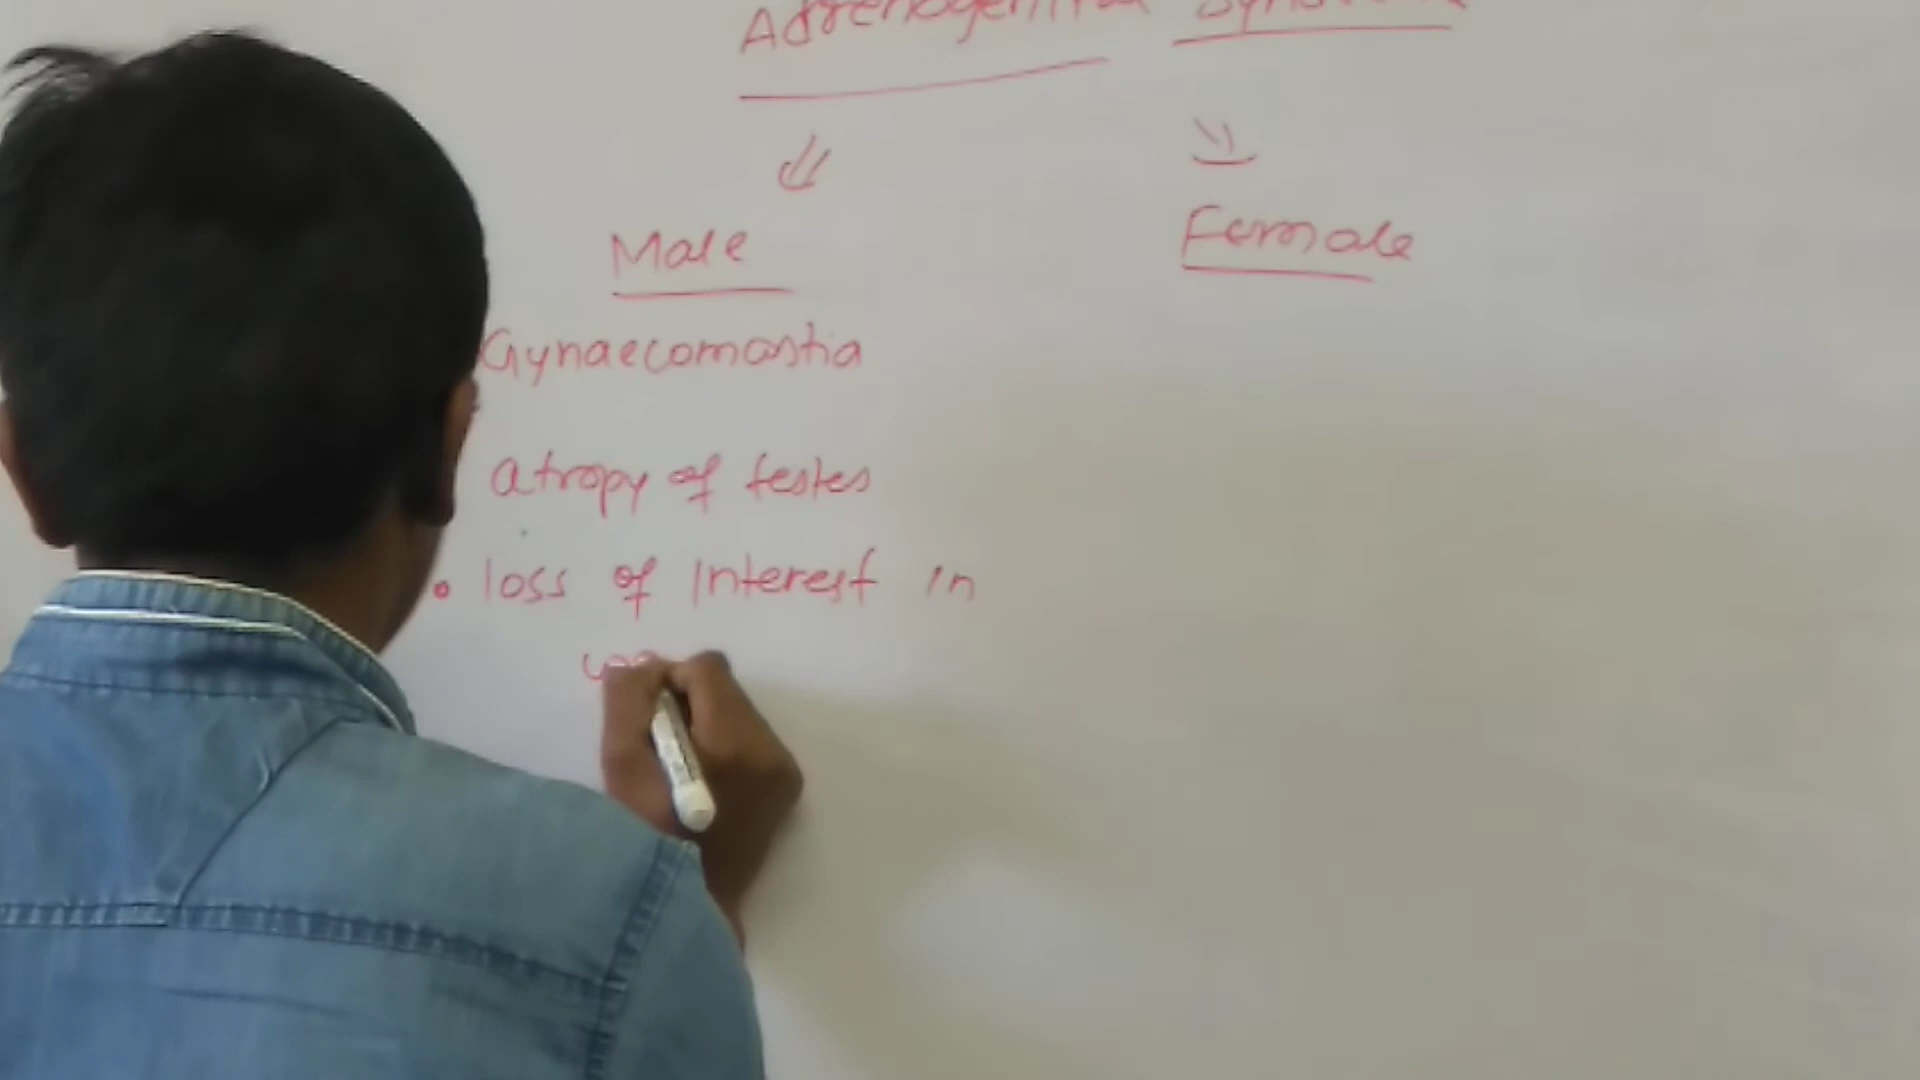 Adrenogenital Syndrome
Male
Female
Gynaecomastia
atropy of testes
• loss of Interest in